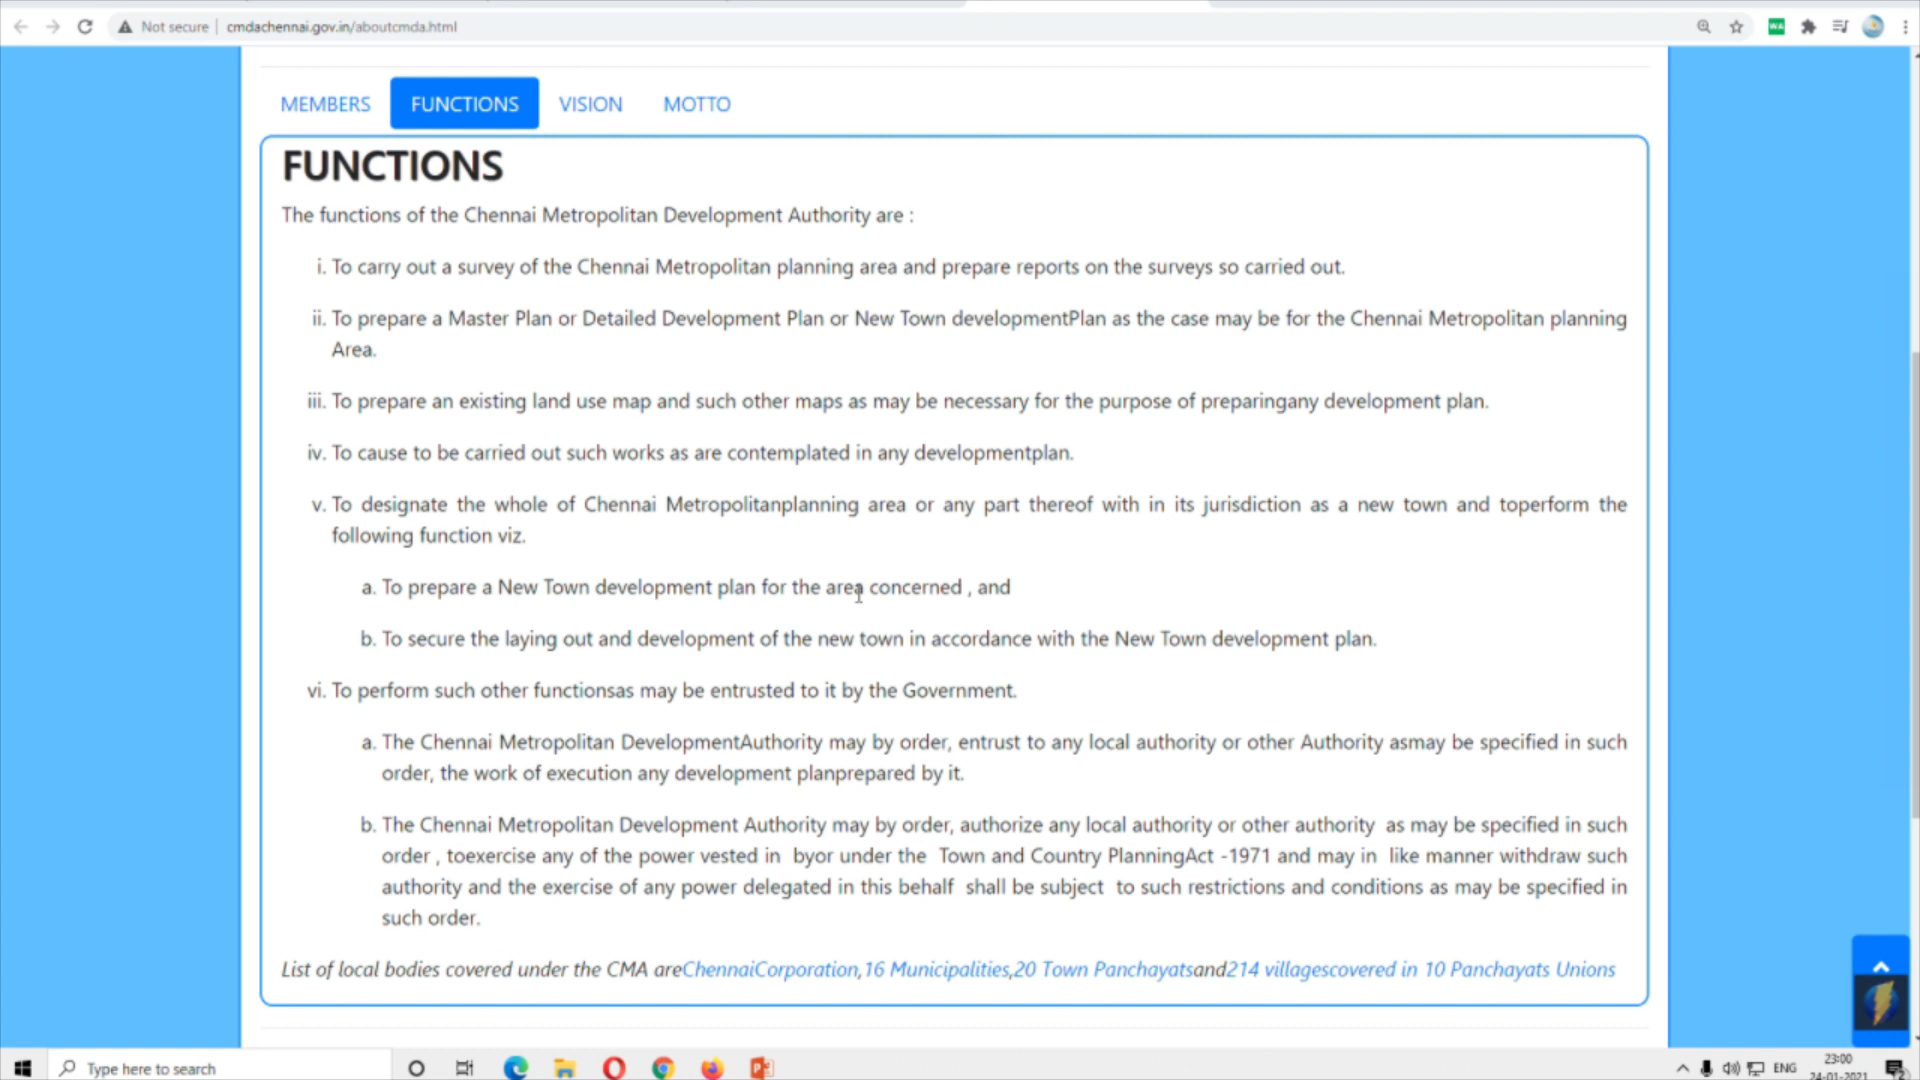 Not secure | cmdachennai.gov.in/aboutcmda.html
MEMBERS FUNCTIONS VISION MOTTO
FUNCTIONS
The functions of the Chennai Metropolitan Development Authority are :
i. To carry out a survey of the Chennai Metropolitan planning area and prepare reports on the surveys so carried out.
ii. To prepare a Master Plan or Detailed Development Plan or New Town developmentPlan as the case may be for the Chennai Metropolitan planning
Area.
iii. To prepare an existing land use map and such other maps as may be necessary for the purpose of preparingany development plan.
iv. To cause to be carried out such works as are contemplated in any developmentplan.
v. To designate the whole of Chennai Metropolitanplanning area or any part thereof with in its jurisdiction as a new town and toperform the
following function viz.
a. To prepare a New Town development plan for the area concerned , and
b. To secure the laying out and development of the new town in accordance with the New Town development plan.
vi. To perform such other functionsas may be entrusted to it by the Government.
a. The Chennai Metropolitan DevelopmentAuthority may by order, entrust to any local authority or other Authority asmay be specified in such
order, the work of execution any development planprepared by it.
b. The Chennai Metropolitan Development Authority may by order, authorize any local authority or other authority as may be specified in such
order , toexercise any of the power vested in byor under the Town and Country PlanningAct -1971 and may in like manner withdraw such
authority and the exercise of any power delegated in this behalf shall be subject to such restrictions and conditions as may be specified in
such order.
List of local bodies covered under the CMA areChennaiCorporation,16 Municipalities,20 Town Panchayatsand214 villagescovered in 10 Panchayats Unions
Type here to search
ENG
23:00
24-01-2021